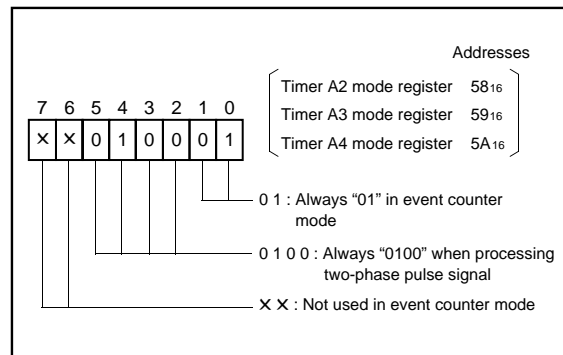 Addresses
Timer A2 mode register 58₁₆
Timer A3 mode register 59₁₆
Timer A4 mode register 5A₁₆
7 6 5 4 3 2 1 0
× × 0 1 0 0 0 1
0 1 : Always “01” in event counter
mode
0 1 0 0 : Always “0100” when processing
two-phase pulse signal
× × : Not used in event counter mode